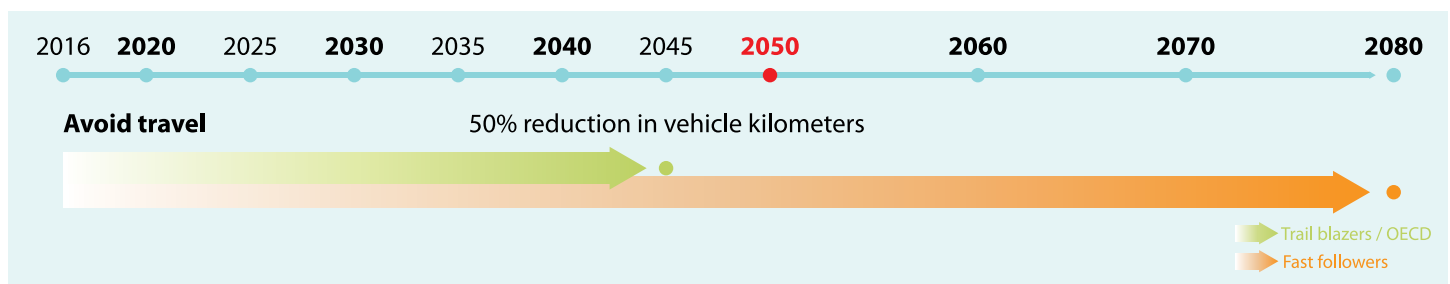 2016 2020 2025 2030 2035 2040 2045 2050 2060 2070 2080
Avoid travel 50% reduction in vehicle kilometers
Trail blazers / OECD
Fast followers